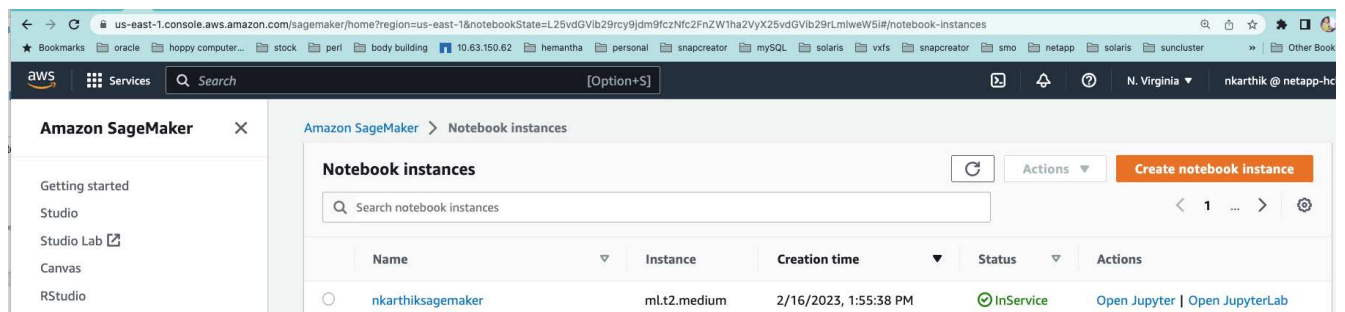 us-east-1.console.aws.amazon.com/sagemaker/home?region=us-east-1&notebookState=L25vdGVib29rcy9jdm9fczNfc2FnZW1ha2VyX25vdGVib29rLmlweW5i#/notebook-instances
Bookmarks oracle hoppy computer... stock perl body building 10.63.150.62 hemantha personal snapcreator mySQL solaris vxfs snapcreator smo netapp solaris suncluster » Other Book
aws Services Search [Option+S] N. Virginia ▼ nkarthik @ netapp-hc
Amazon SageMaker
Getting started
Studio
Studio Lab
Canvas
RStudio
Amazon SageMaker > Notebook instances
Notebook instances Actions ▼ Create notebook instance
Search notebook instances < 1 ... >
Name Instance Creation time Status Actions
nkarthiksagemaker ml.t2.medium 2/16/2023, 1:55:38 PM InService Open Jupyter | Open JupyterLab